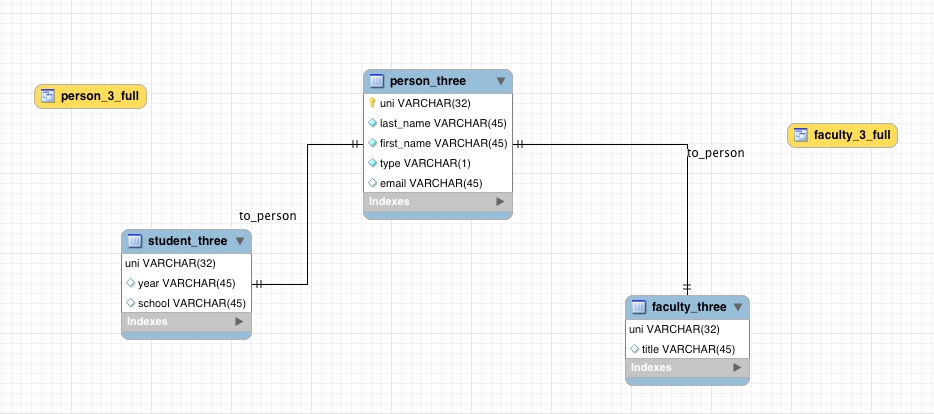 person_3_full
person_three
uni VARCHAR(32)
last_name VARCHAR(45)
first_name VARCHAR(45)
type VARCHAR(1)
email VARCHAR(45)
Indexes
faculty_3_full
to_person
to_person
student_three
uni VARCHAR(32)
year VARCHAR(45)
school VARCHAR(45)
Indexes
faculty_three
uni VARCHAR(32)
title VARCHAR(45)
Indexes